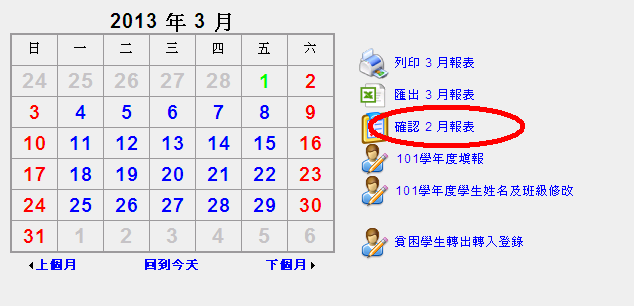 2013 年 3 月
日 一 二 三 四 五 六
24 25 26 27 28 1 2
3 4 5 6 7 8 9
10 11 12 13 14 15 16
17 18 19 20 21 22 23
24 25 26 27 28 29 30
31 1 2 3 4 5 6
上個月 回到今天 下個月
列印 3 月報表
匯出 3 月報表
確認 2 月報表
101學年度填報
101學年度學生姓名及班級修改
貧困學生轉出轉入登錄